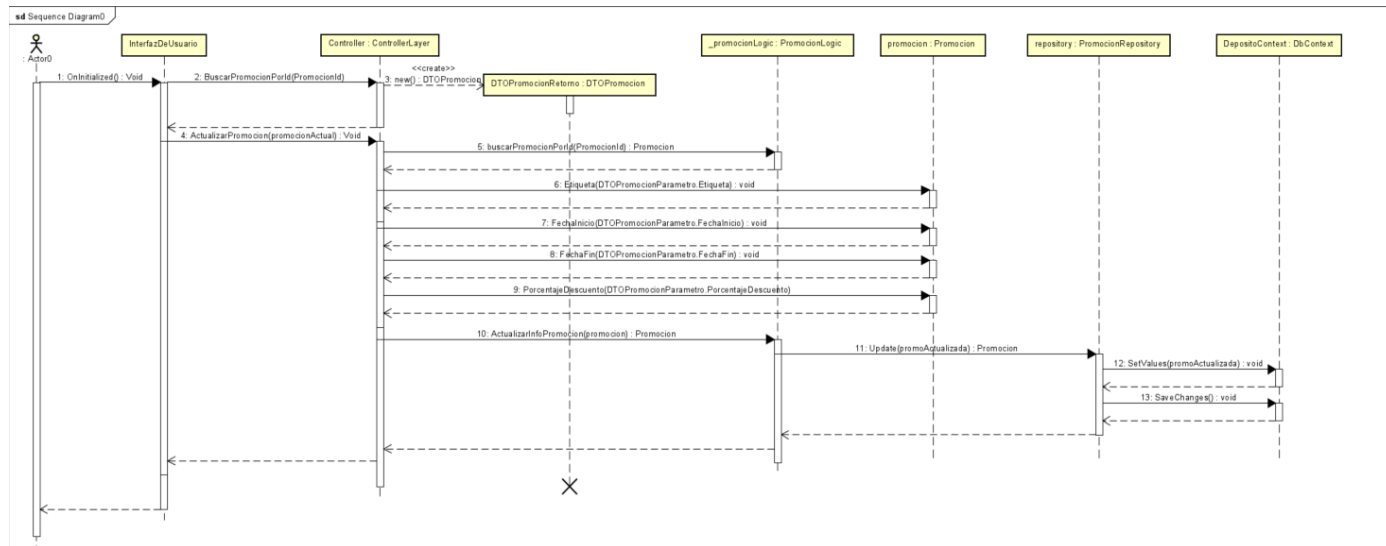 sd Sequence Diagram0
: Actor0
InterfazDeUsuario
Controller : ControllerLayer
_promocionLogic : PromocionLogic
promocion : Promocion
repository : PromocionRepository
DepositoContext : DbContext
1: OnInitialized() : Void
2: BuscarPromocionPorId(PromocionId)
<<create>>
3: new() : DTOPromocion
DTOPromocionRetorno : DTOPromocion
4: ActualizarPromocion(promocionActual) : Void
5: buscarPromocionPorId(PromocionId) : Promocion
6: Etiqueta(DTOPromocionParametro.Etiqueta) : void
7: FechaInicio(DTOPromocionParametro.FechaInicio) : void
8: FechaFin(DTOPromocionParametro.FechaFin) : void
9: PorcentajeDescuento(DTOPromocionParametro.PorcentajeDescuento)
10: ActualizarInfoPromocion(promocion) : Promocion
11: Update(promoActualizada) : Promocion
12: SetValues(promoActualizada) : void
13: SaveChanges() : void